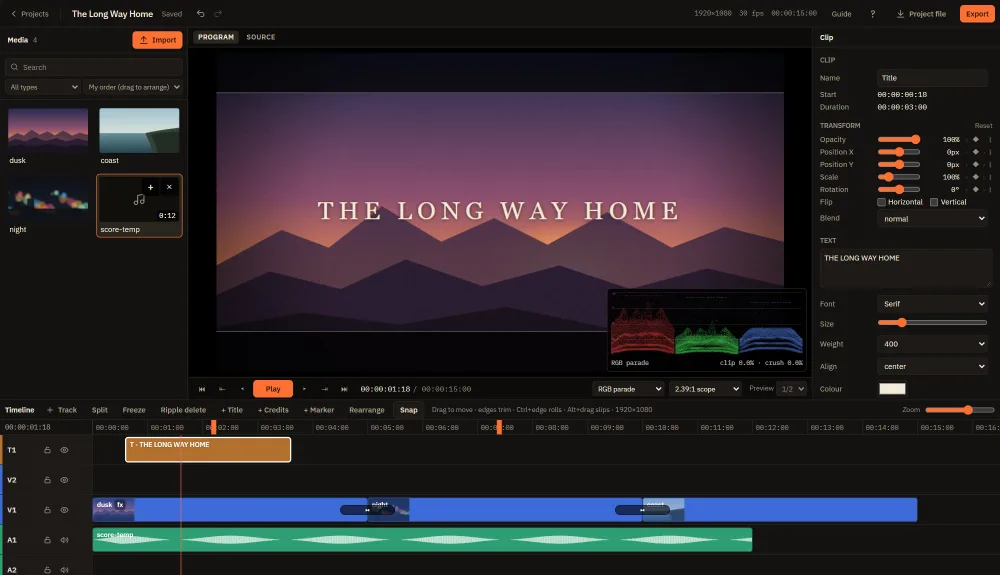 Projects The Long Way Home Saved 1920×1080 30 fps 00:00:15:00 Guide ? Project file Export
Media 4 Import
PROGRAM SOURCE
Clip
Search
All types My order (drag to arrange)
dusk coast
night score-temp
0:12
THE LONG WAY HOME
RGB parade clip 0.0% · crush 0.0%
CLIP
Name Title
Start 00:00:00:18
Duration 00:00:03:00
TRANSFORM Reset
Opacity 100%
Position X 0px
Position Y 0px
Scale 100%
Rotation 0°
Flip Horizontal Vertical
Blend normal
TEXT
THE LONG WAY HOME
Font Serif
Size
Weight 400
Align center
Colour
Play 00:00:01:18 / 00:00:15:00 RGB parade 2.39:1 scope Preview 1/2
Timeline + Track Split Freeze Ripple delete + Title + Credits + Marker Rearrange Snap Drag to move · edges trim · Ctrl+edge rolls · Alt+drag slips · 1920×1080 Zoom
00:00:01:18 00:00:00 00:01:00 00:03:00 00:04:00 00:05:00 00:06:00 00:08:00 00:09:00 00:10:00 00:11:00 00:12:00 00:13:00 00:14:00 00:15:00
T1 T · THE LONG WAY HOME
V2
V1 dusk fx night coast
A1 score-temp
A2